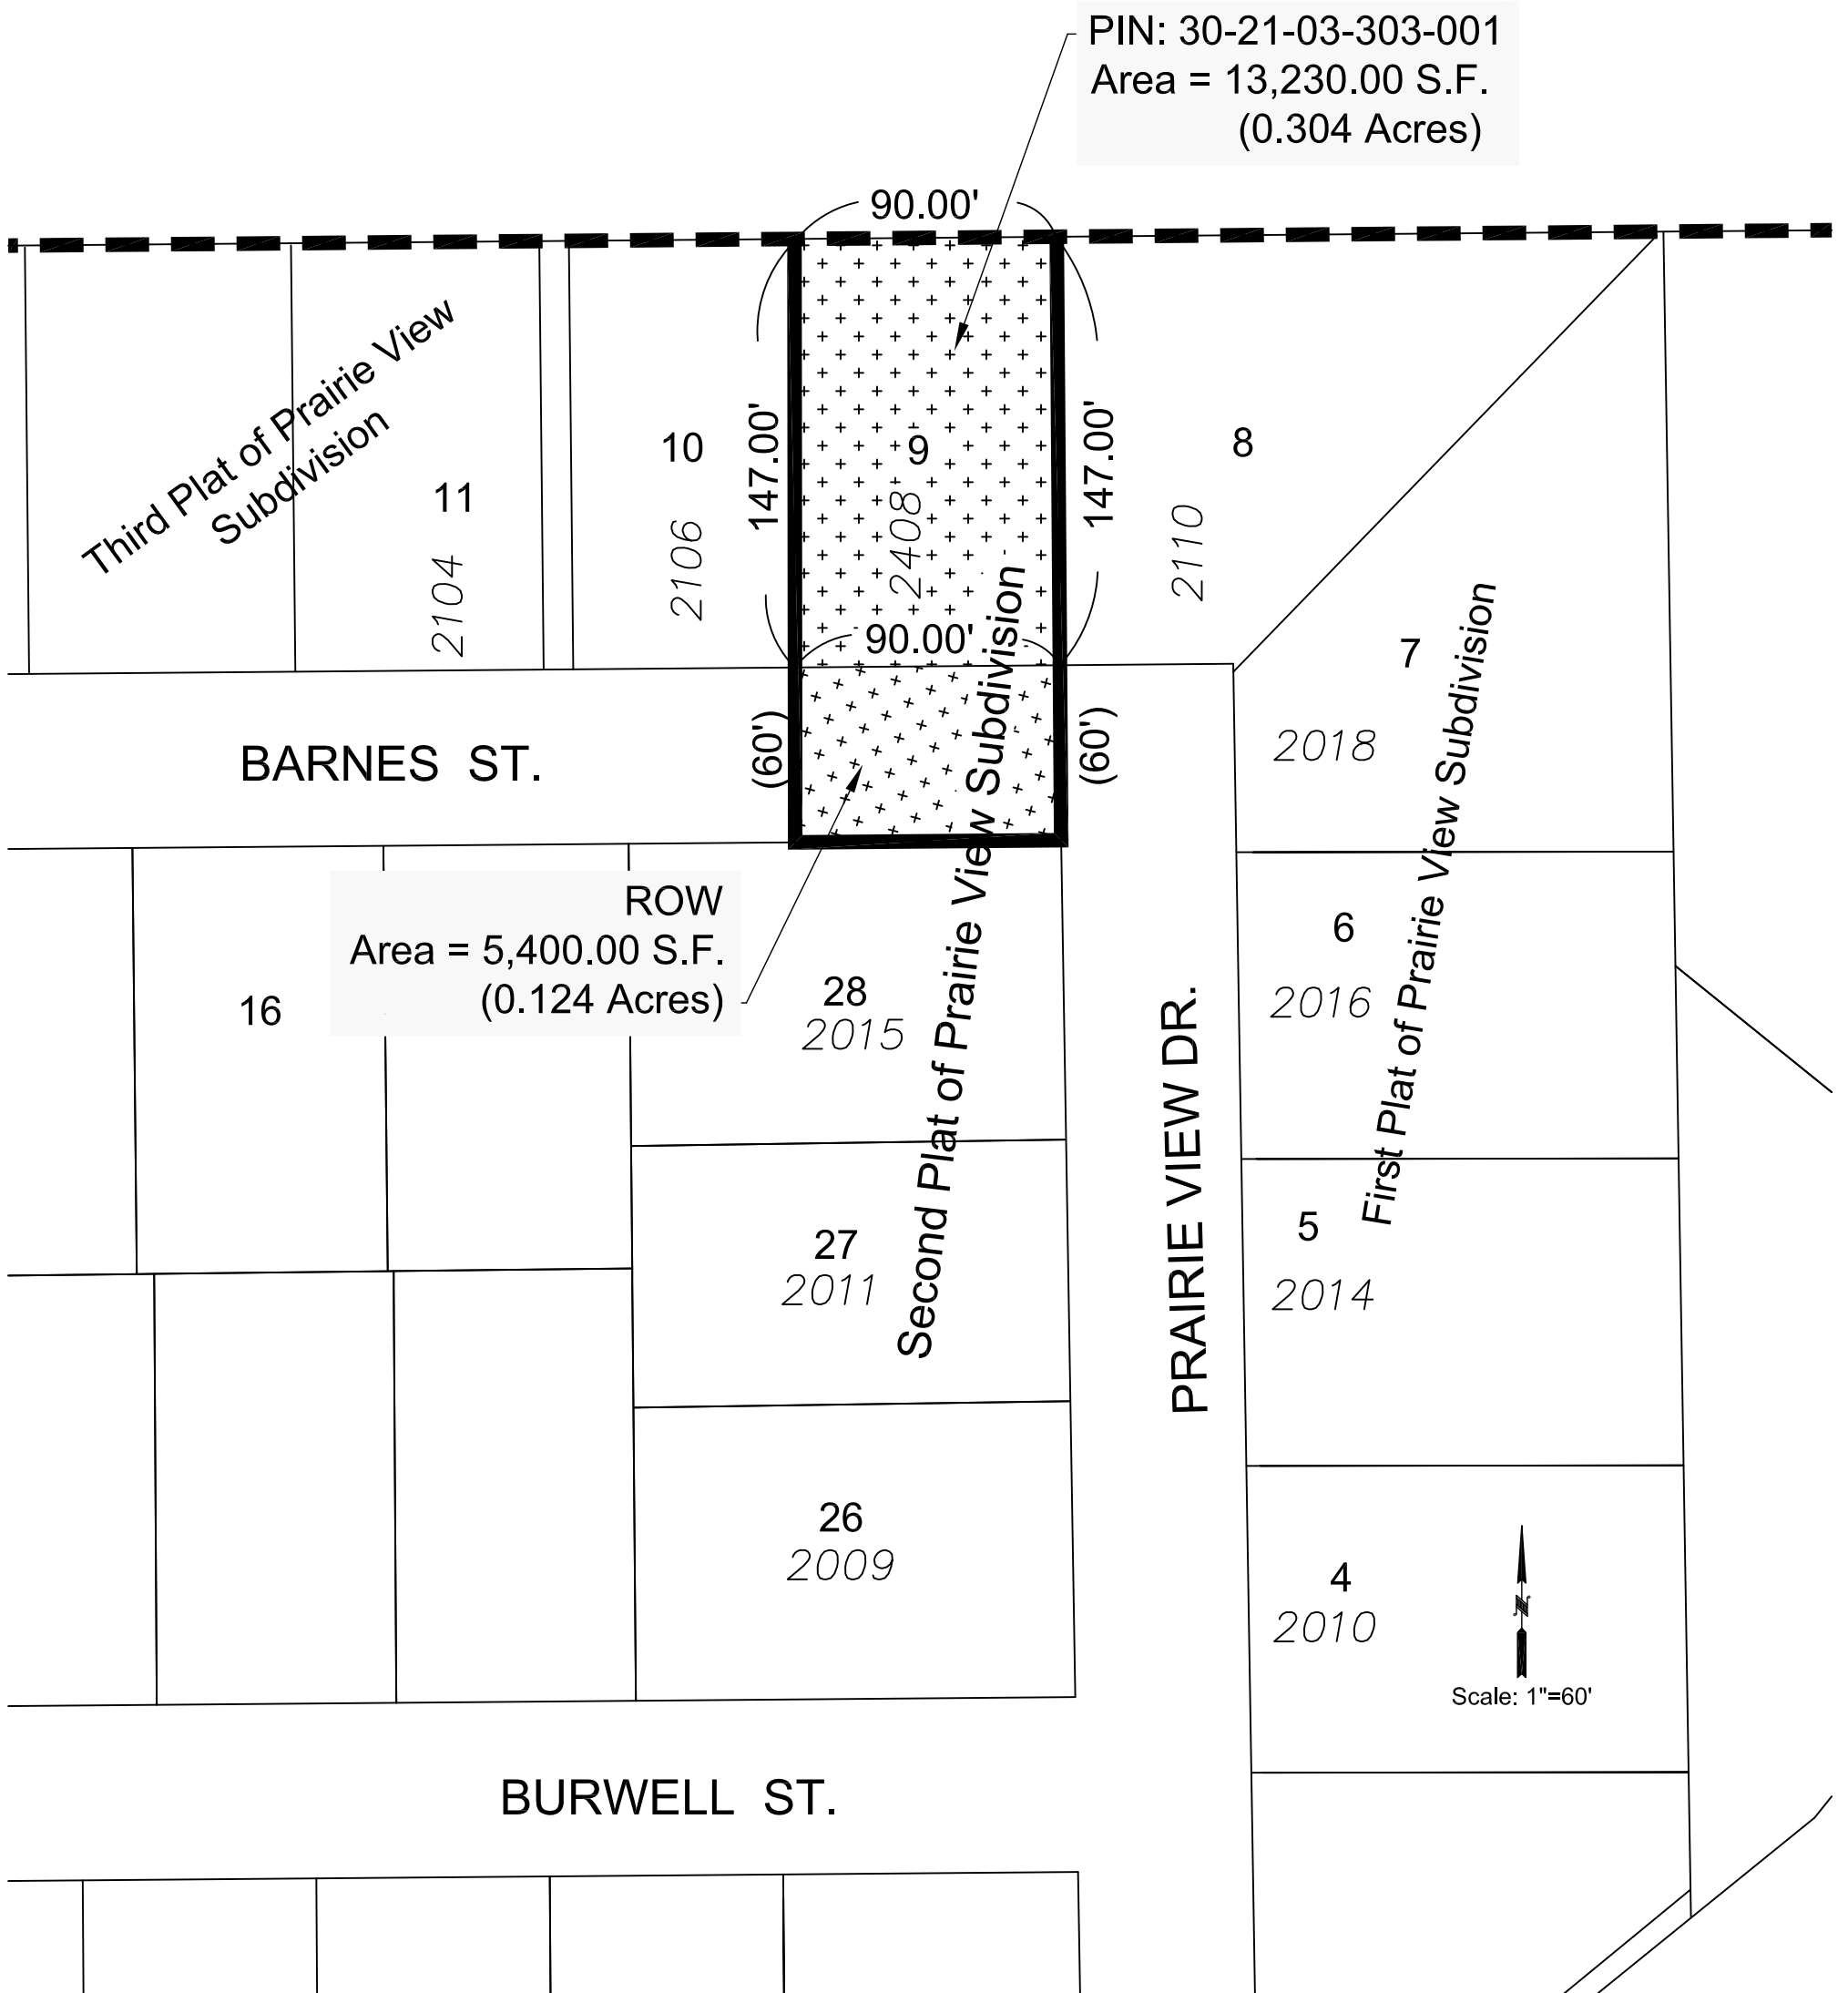 PIN: 30-21-03-303-001
Area = 13,230.00 S.F.
(0.304 Acres)
90.00'
Third Plat of Prairie View
Subdivision
11
2104
10
2106
147.00'
9
2408
147.00'
8
2110
90.00'
7
2018
First Plat of Prairie View Subdivision
Second Plat of Prairie View Subdivision
BARNES ST.
(60')
(60')
ROW
Area = 5,400.00 S.F.
(0.124 Acres)
16
28
2015
6
2016
PRAIRIE VIEW DR.
27
2011
5
2014
26
2009
4
2010
N
Scale: 1"=60'
BURWELL ST.